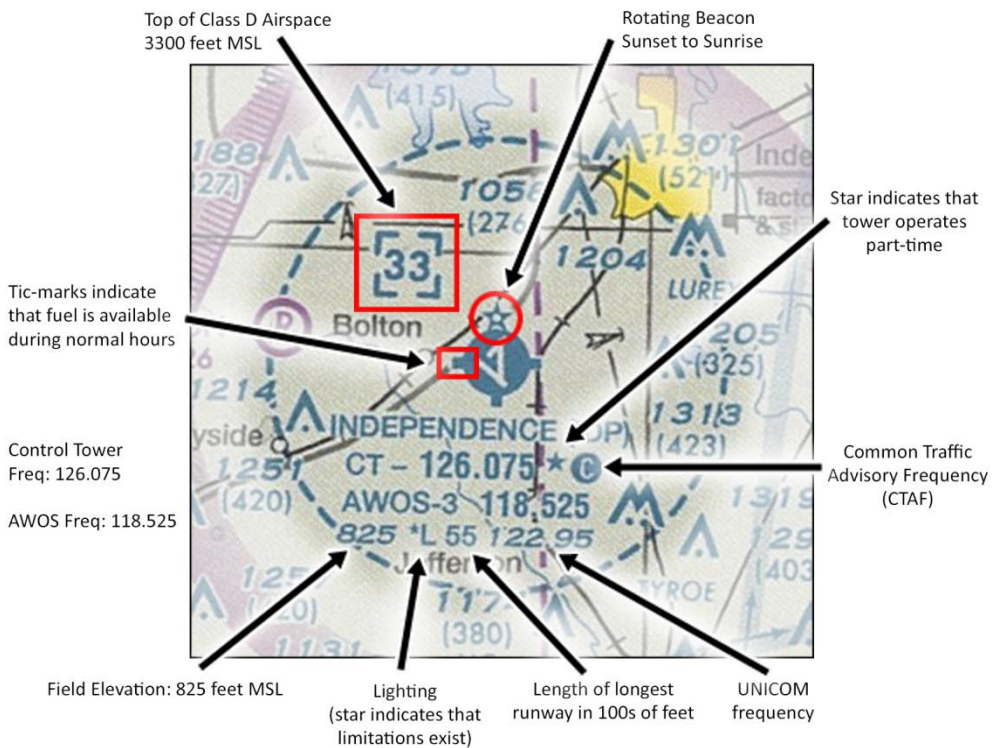 Top of Class D Airspace
3300 feet MSL
Rotating Beacon
Sunset to Sunrise
(415)
188
1301
(521)
Inde
facto
1056
(276
1204
33
Star indicates that
tower operates
part-time
LUREY
Tic-marks indicate
that fuel is available
during normal hours
Bolton
205
(325)
1214
1313
(423)
INDEPENDENCE
CT – 126.075 ★ C
Control Tower
Freq: 126.075
yside
1251
(420)
Common Traffic
Advisory Frequency
(CTAF)
AWOS-3 118.525
AWOS Freq: 118.525
1319
825 *L 55 122.95
Jefferson
129
(403
TYROE
117
(380)
1131
Field Elevation: 825 feet MSL
Lighting
(star indicates that
limitations exist)
Length of longest
runway in 100s of feet
UNICOM
frequency